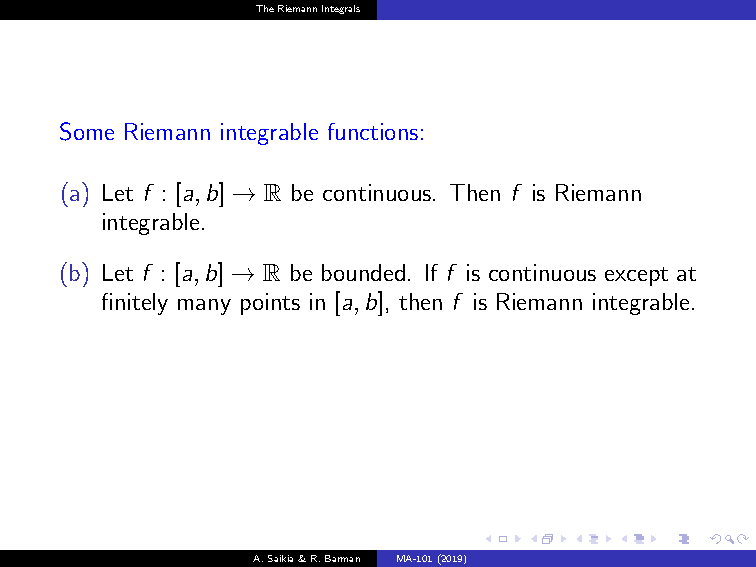 The Riemann Integrals
Some Riemann integrable functions:
(a) Let f : [a, b] → ℝ be continuous. Then f is Riemann
integrable.
(b) Let f : [a, b] → ℝ be bounded. If f is continuous except at
finitely many points in [a, b], then f is Riemann integrable.
A. Saikia & R. Barman MA-101 (2019)